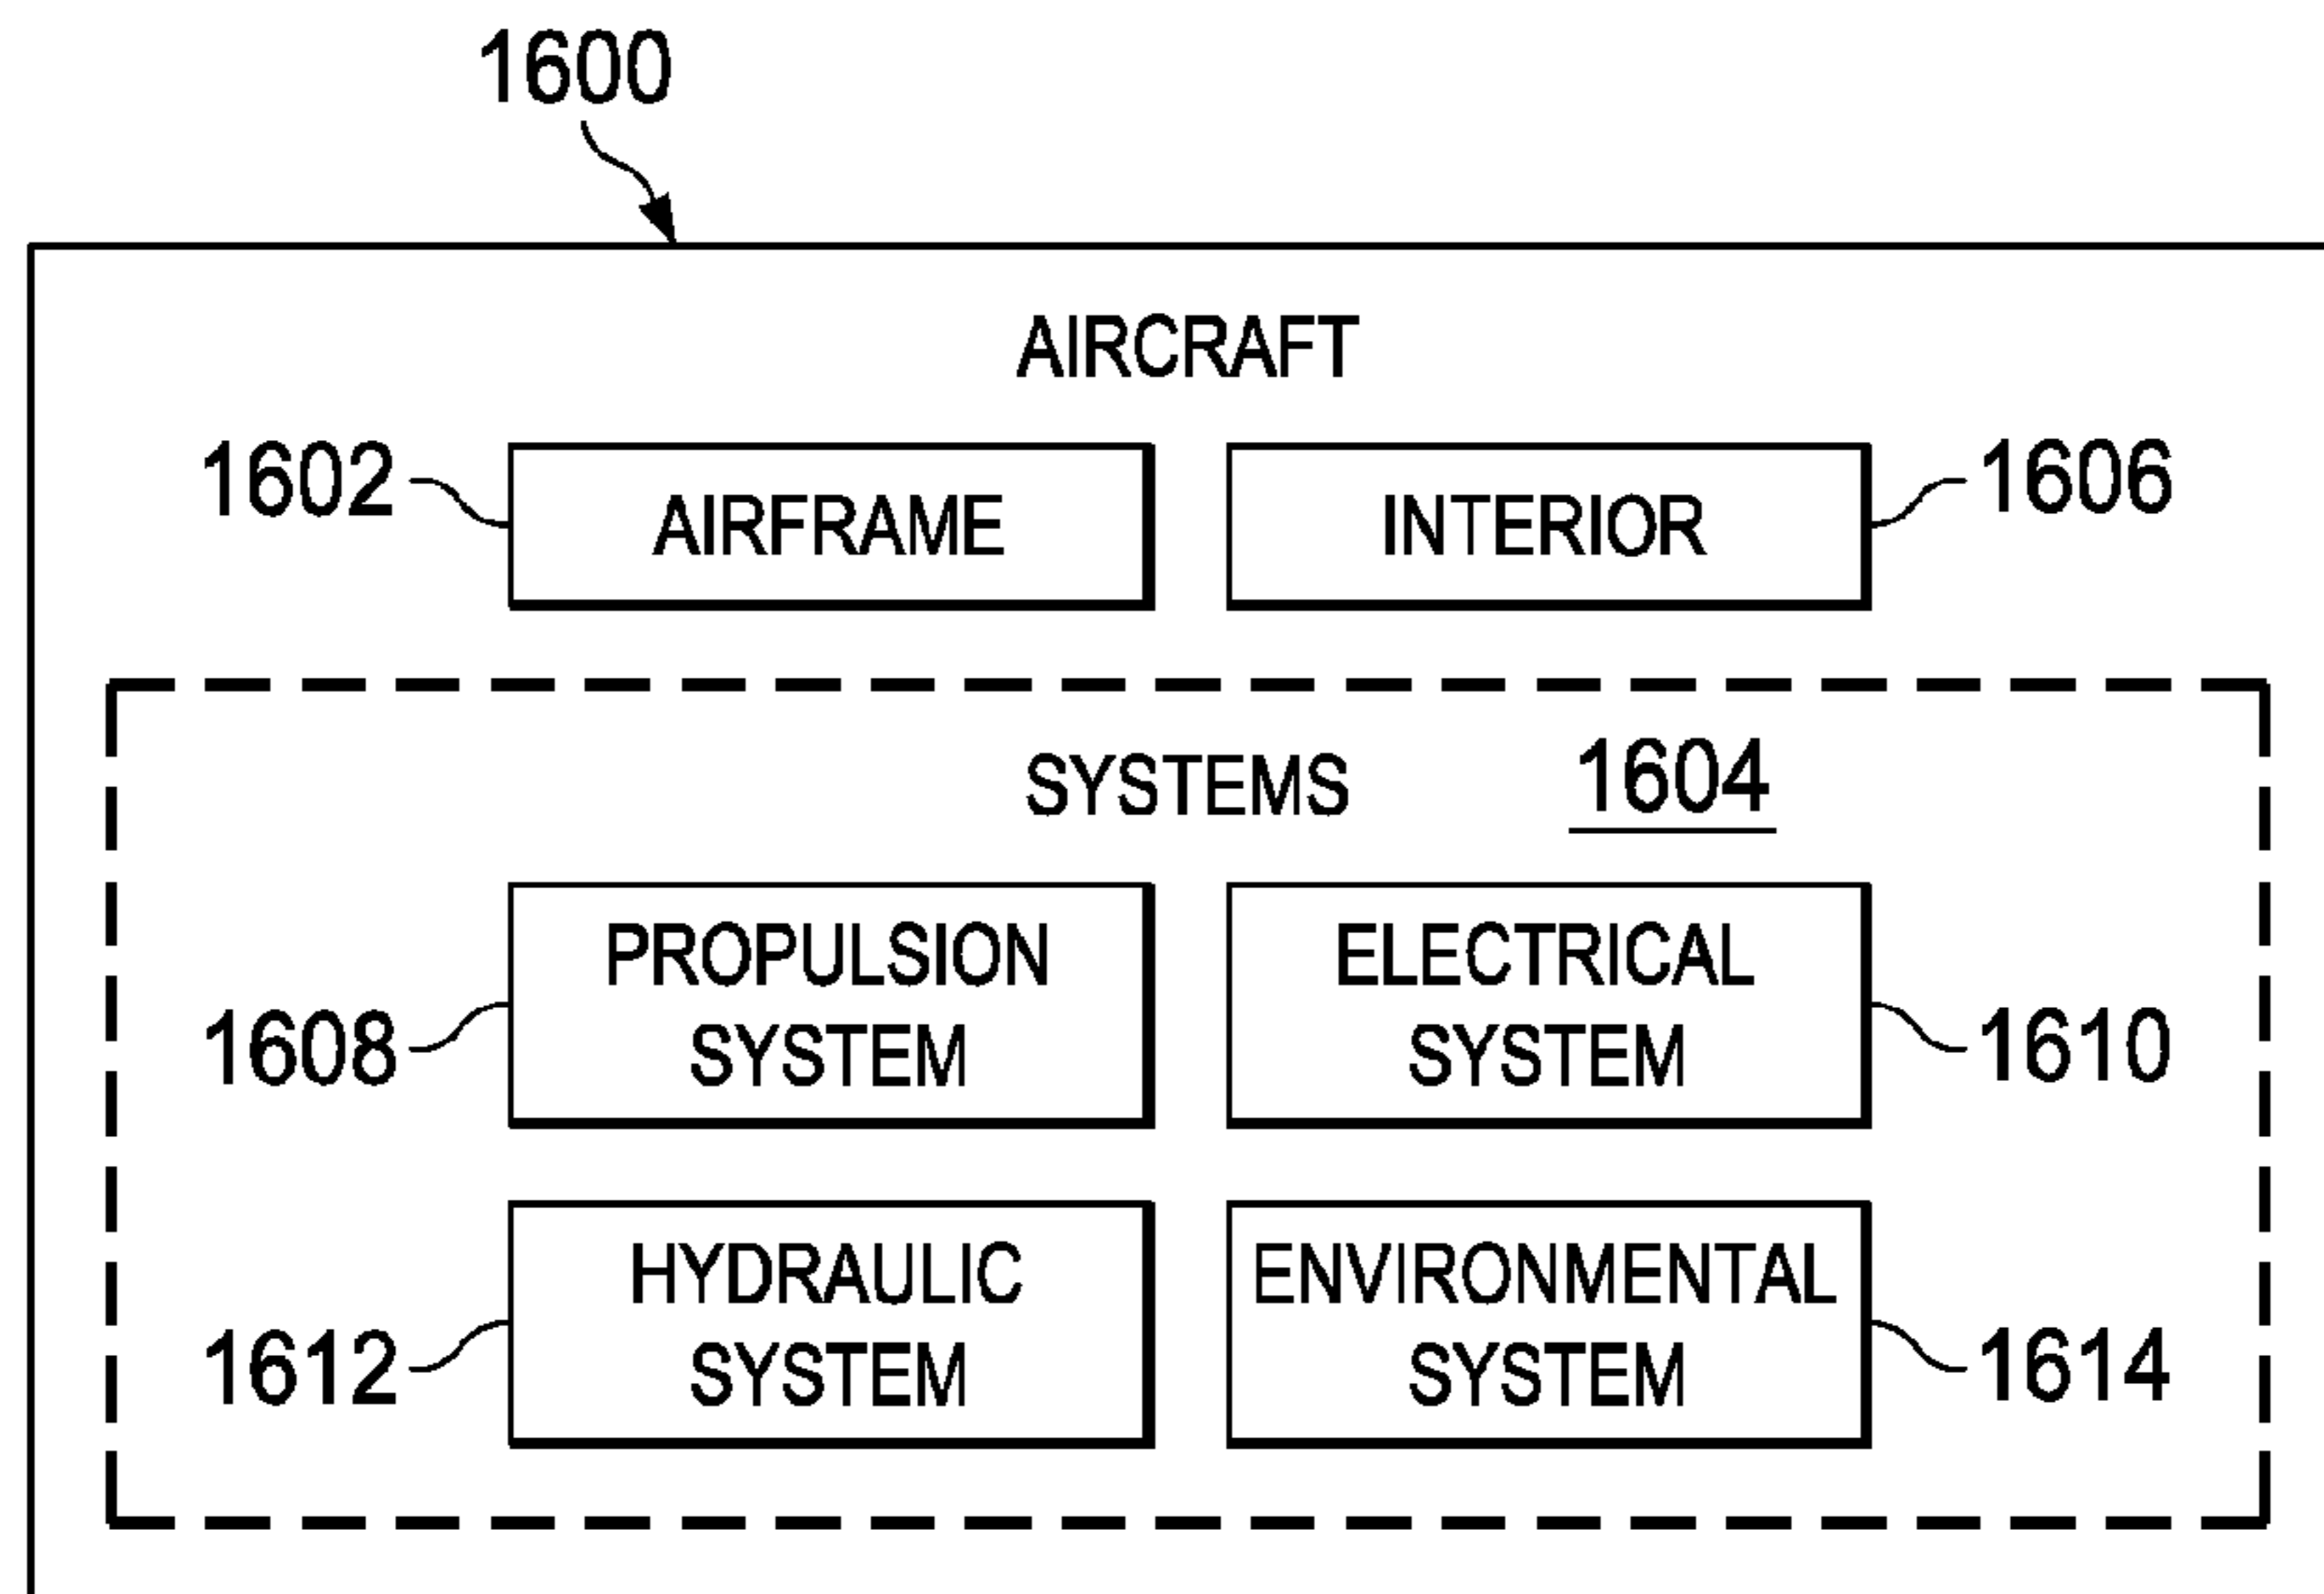 1600
AIRCRAFT
1602 AIRFRAME INTERIOR 1606
SYSTEMS 1604
PROPULSION
SYSTEM
1608
ELECTRICAL
SYSTEM
1610
HYDRAULIC
SYSTEM
1612
ENVIRONMENTAL
SYSTEM
1614